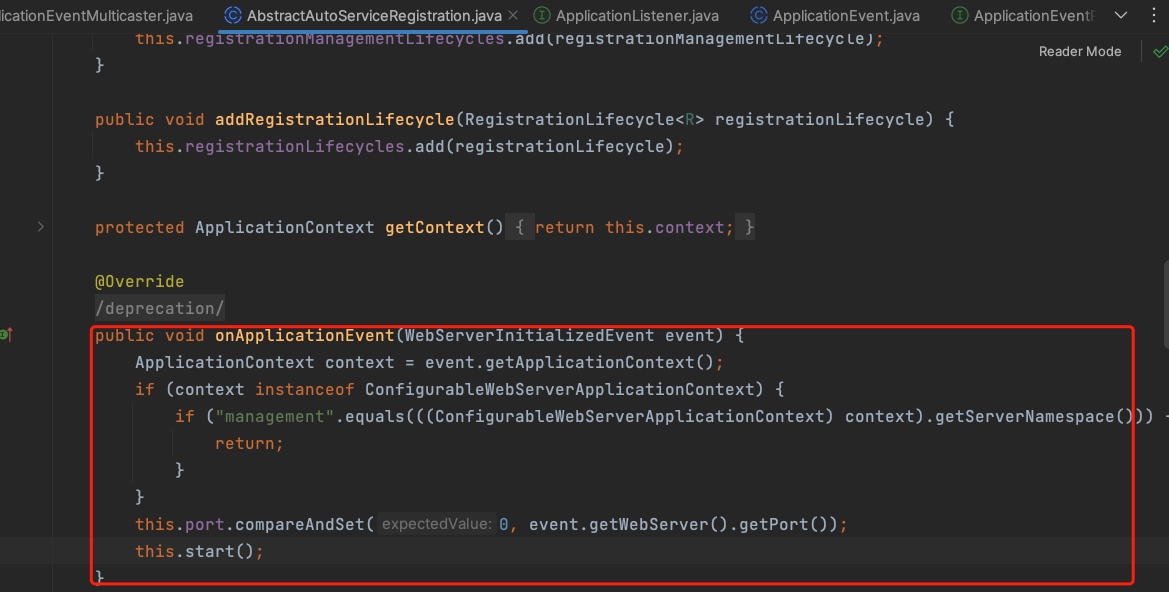 licationEventMulticaster.java AbstractAutoServiceRegistration.java ApplicationListener.java ApplicationEvent.java ApplicationEventP
this.registrationManagementLifecycles.add(registrationManagementLifecycle);
Reader Mode
}
public void addRegistrationLifecycle(RegistrationLifecycle<R> registrationLifecycle) {
this.registrationLifecycles.add(registrationLifecycle);
}
protected ApplicationContext getContext() { return this.context; }
@Override
/deprecation/
public void onApplicationEvent(WebServerInitializedEvent event) {
ApplicationContext context = event.getApplicationContext();
if (context instanceof ConfigurableWebServerApplicationContext) {
if ("management".equals(((ConfigurableWebServerApplicationContext) context).getServerNamespace())) {
return;
}
}
this.port.compareAndSet( expectedValue: 0, event.getWebServer().getPort());
this.start();
}